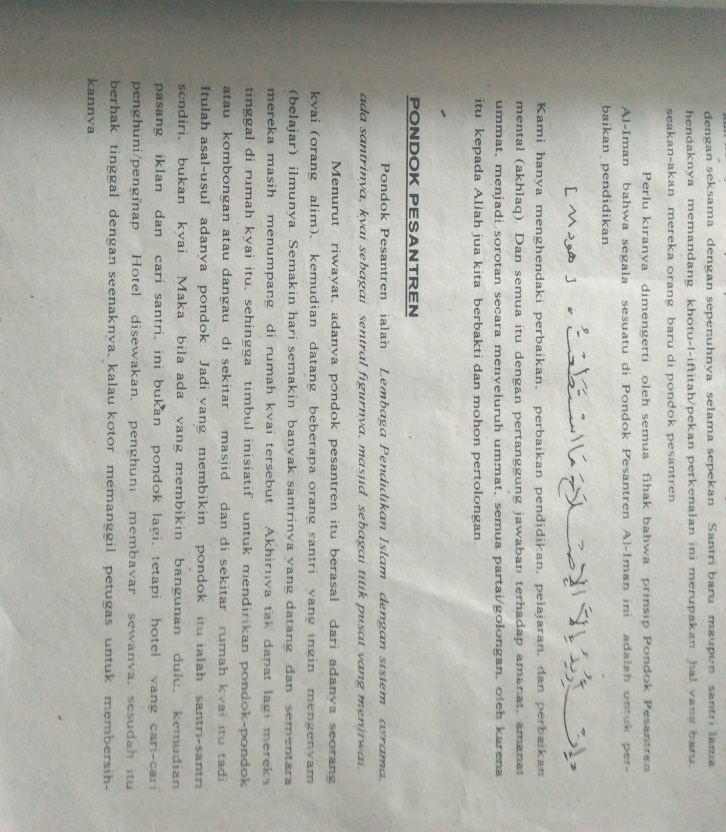 dengan seksama dengan sepenuhnya selama sepekan Santri baru maupun santri lama
hendaknya memandang khotu-l-iftitah/pekan perkenalan ini merupakan hal yang baru,
seakan-akan mereka orang baru di pondok pesantren
Perlu kiranya dimengerti oleh semua fihak bahwa prinsip Pondok Pesantren
Al-Iman bahwa segala sesuatu di Pondok Pesantren Al-Iman ini adalah untuk per-
baikan pendidikan
إن أريد إلا الإصلاح ما استطعت . [ هود ٨٨ ]
Kami hanya menghendaki perbaikan, perbaikan pendidikan, pelajaran, dan perbaikan
mental (akhlaq) Dan semua itu dengan pertanggung jawaban terhadap amanat, amanat
ummat, menjadi sorotan secara menyeluruh ummat, semua partai/golongan, oleh karena
itu kepada Allah jua kita berbakti dan mohon pertolongan
PONDOK PESANTREN
Pondok Pesantren ialah Lembaga Pendidikan Islam dengan sistem asrama,
ada santrinya, kyai sebagai sentral figurnya, masjid sebagai titik pusat yang menjiwai
Menurut riwayat, adanya pondok pesantren itu berasal dari adanya seorang
kyai (orang alim), kemudian datang beberapa orang santri yang ingin mengenyam
(belajar) ilmunya Semakin hari semakin banyak santrinya yang datang dan sementara
mereka masih menumpang di rumah kyai tersebut Akhirnya tak dapat lagi mereka
tinggal di rumah kyai itu, sehingga timbul inisiatif untuk mendirikan pondok-pondok
atau kombongan atau dangau di sekitar masjid dan di sekitar rumah kyai itu tadi
Itulah asal-usul adanya pondok Jadi yang membikin pondok itu ialah santri-santri
sendiri, bukan kyai Maka bila ada yang membikin bangunan dulu, kemudian
pasang iklan dan cari santri, ini bukan pondok lagi, tetapi hotel yang cari-cari
penghuni/penginap Hotel disewakan, penghuni membayar sewanya, sesudah itu
berhak tinggal dengan seenaknya, kalau kotor memanggil petugas untuk membersih-
kannya